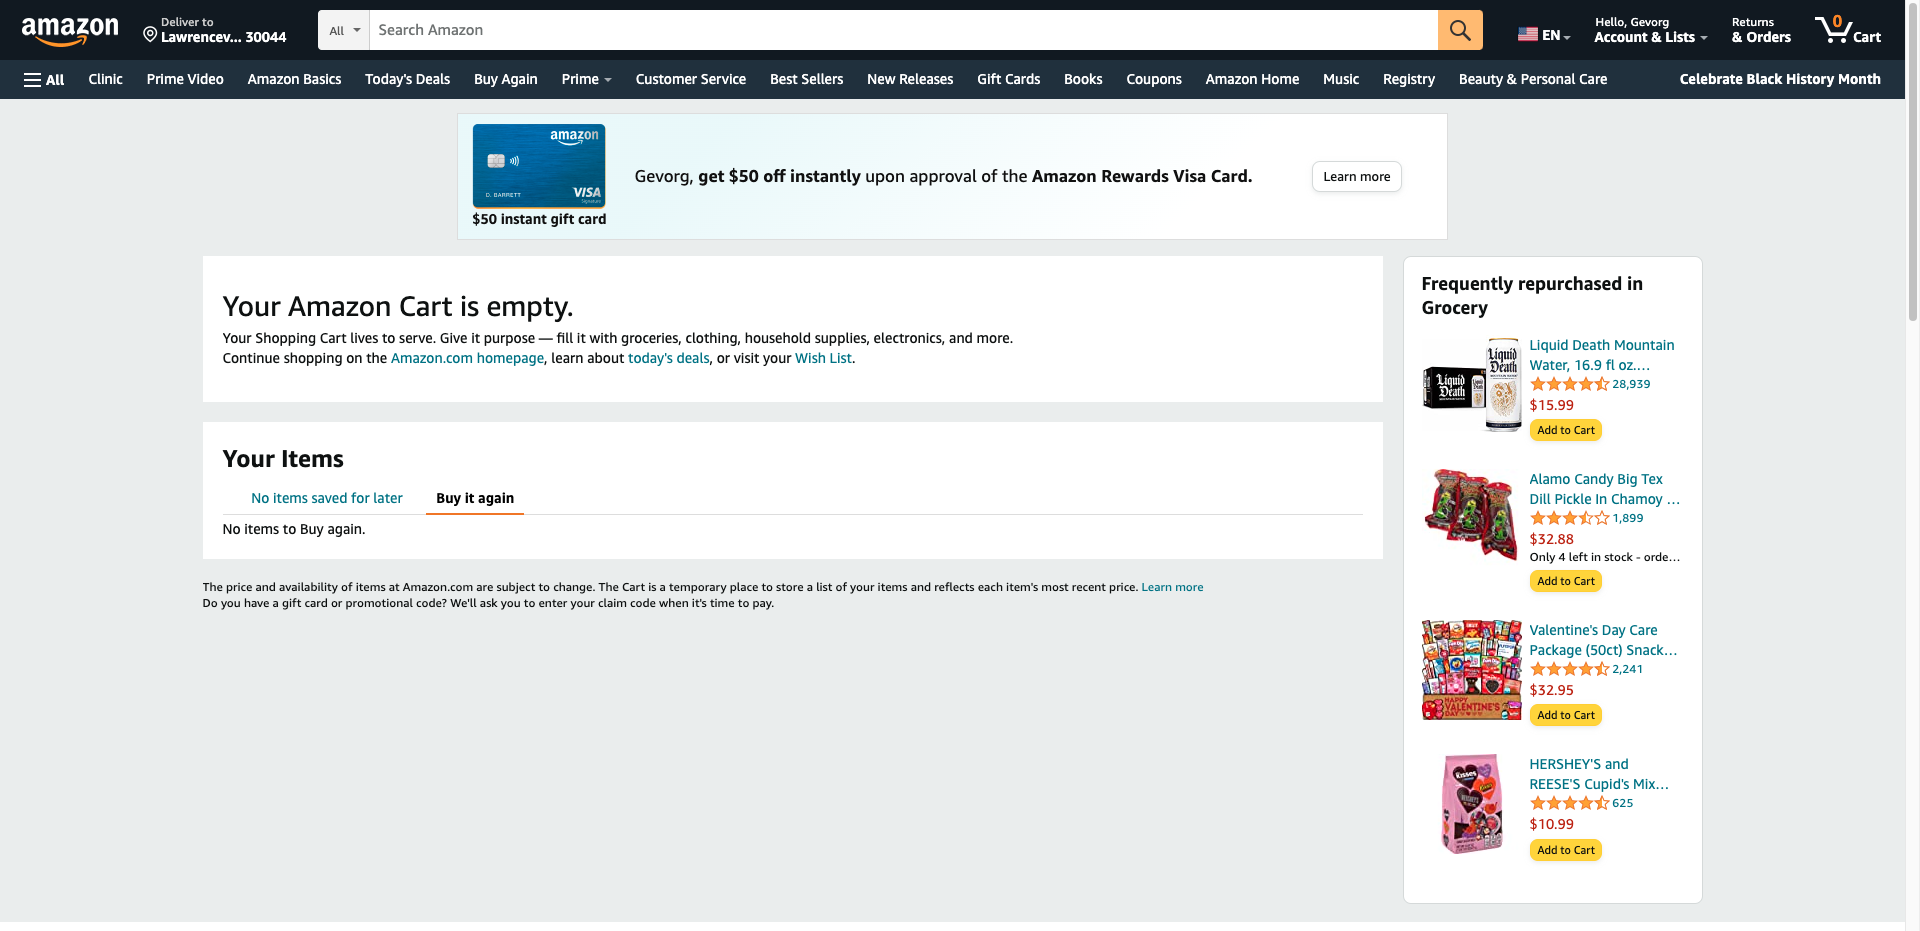 amazon
Deliver to
Lawrencev... 30044
All
Search Amazon
EN
Hello, Gevorg
Account & Lists
Returns
& Orders
0
Cart
All
Clinic
Prime Video
Amazon Basics
Today's Deals
Buy Again
Prime
Customer Service
Best Sellers
New Releases
Gift Cards
Books
Coupons
Amazon Home
Music
Registry
Beauty & Personal Care
Celebrate Black History Month
amazon
D. BARRETT
VISA
Signature
$50 instant gift card
Gevorg, get $50 off instantly upon approval of the Amazon Rewards Visa Card.
Learn more
Your Amazon Cart is empty.
Your Shopping Cart lives to serve. Give it purpose — fill it with groceries, clothing, household supplies, electronics, and more.
Continue shopping on the Amazon.com homepage, learn about today's deals, or visit your Wish List.
Your Items
No items saved for later
Buy it again
No items to Buy again.
The price and availability of items at Amazon.com are subject to change. The Cart is a temporary place to store a list of your items and reflects each item's most recent price. Learn more
Do you have a gift card or promotional code? We'll ask you to enter your claim code when it's time to pay.
Frequently repurchased in
Grocery
Liquid
Death
Liquid
Death
Liquid Death Mountain
Water, 16.9 fl oz.…
28,939
$15.99
Add to Cart
Alamo Candy Big Tex
Dill Pickle In Chamoy …
1,899
$32.88
Only 4 left in stock - orde…
Add to Cart
HAPPY
VALENTINE'S
DAY
Valentine's Day Care
Package (50ct) Snack…
2,241
$32.95
Add to Cart
Kisses
HERSHEY'S and
REESE'S Cupid's Mix…
625
$10.99
Add to Cart